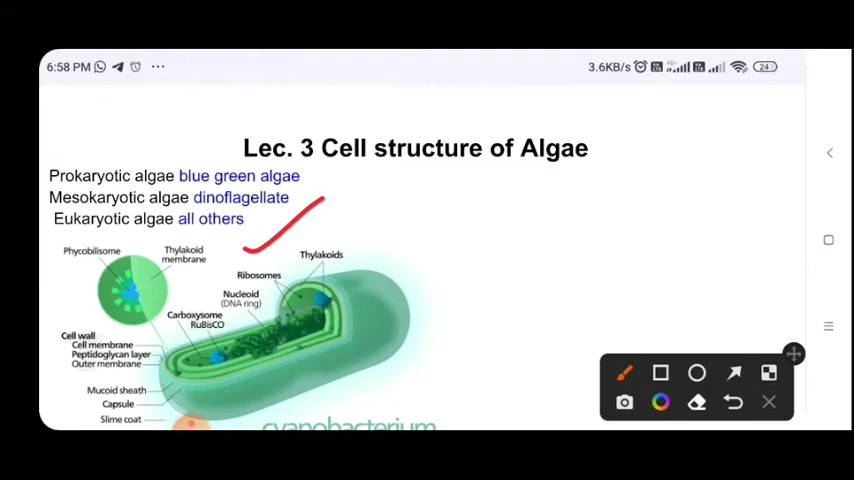 6:58 PM
3.6KB/s
24
Lec. 3 Cell structure of Algae
Prokaryotic algae blue green algae
Mesokaryotic algae dinoflagellate
Eukaryotic algae all others
Phycobilisome
Thylakoid
membrane
Thylakoids
Ribosomes
Nucleoid
(DNA ring)
Carboxysome
RuBisCO
Cell wall
Cell membrane
Peptidoglycan layer
Outer membrane
Mucoid sheath
Capsule
Slime coat
cyanobacterium